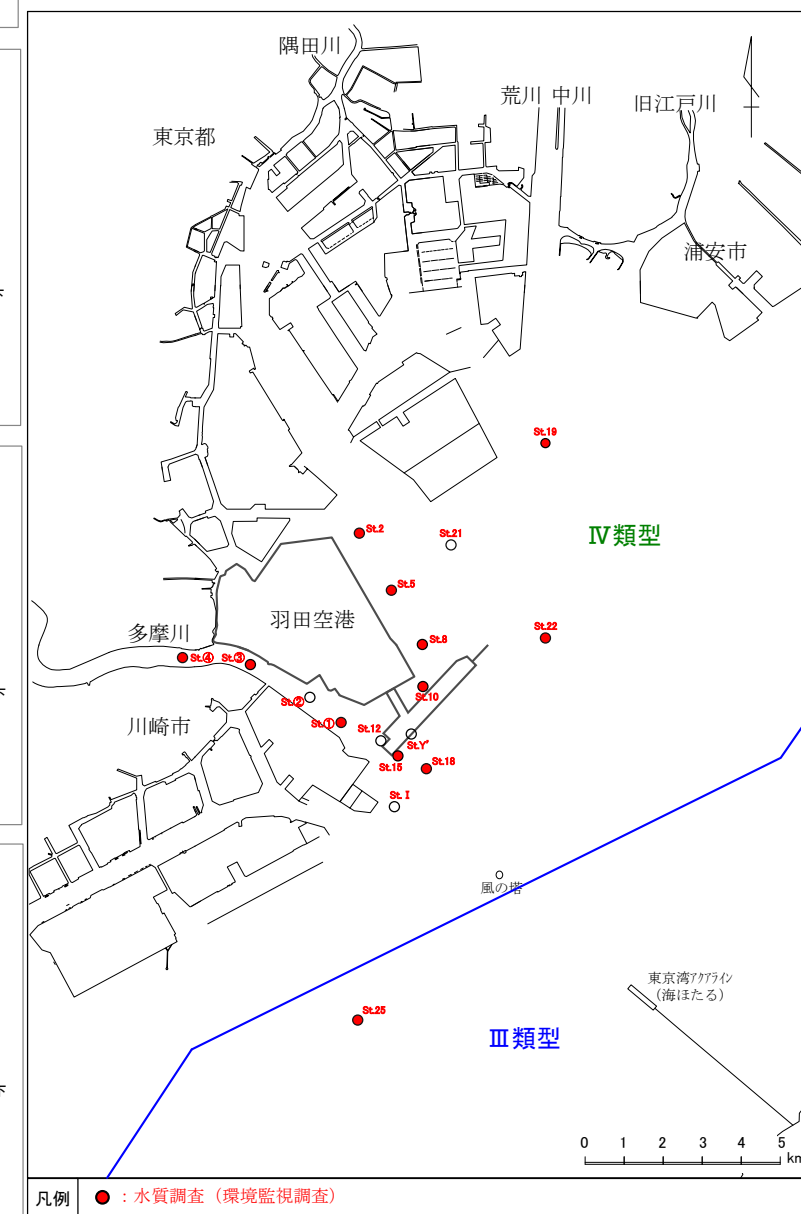 隅田川
荒川 中川
旧江戸川
東京都
浦安市
St.19
St.2
St.21
Ⅳ類型
St.5
羽田空港
St.22
多摩川
St.8
St.④
St.③
St.10
St.②
川崎市
St.①
St.12
St.Y'
St.15
St.18
St.Ⅰ
風の塔
東京湾アクアライン
(海ほたる)
St.25
Ⅲ類型
0 1 2 3 4 5
km
凡例
：水質調査（環境監視調査）